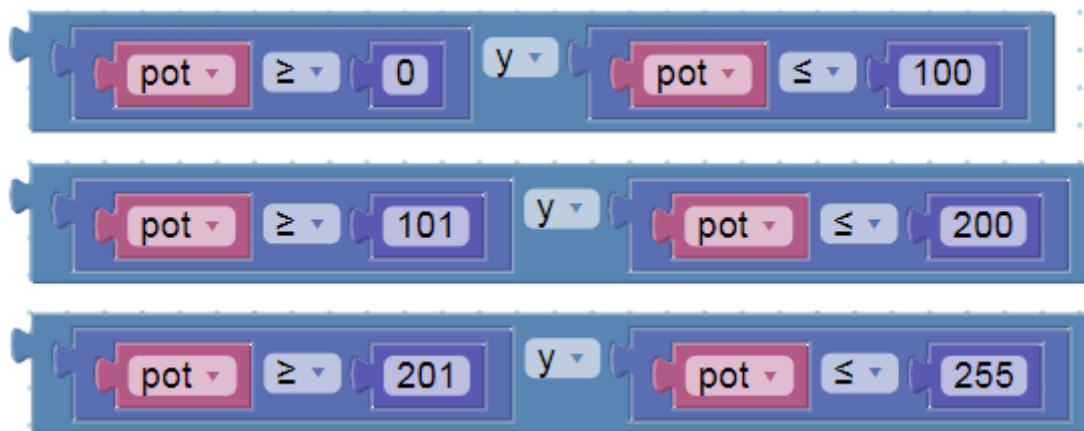 pot ≥ 0 y pot ≤ 100
pot ≥ 101 y pot ≤ 200
pot ≥ 201 y pot ≤ 255